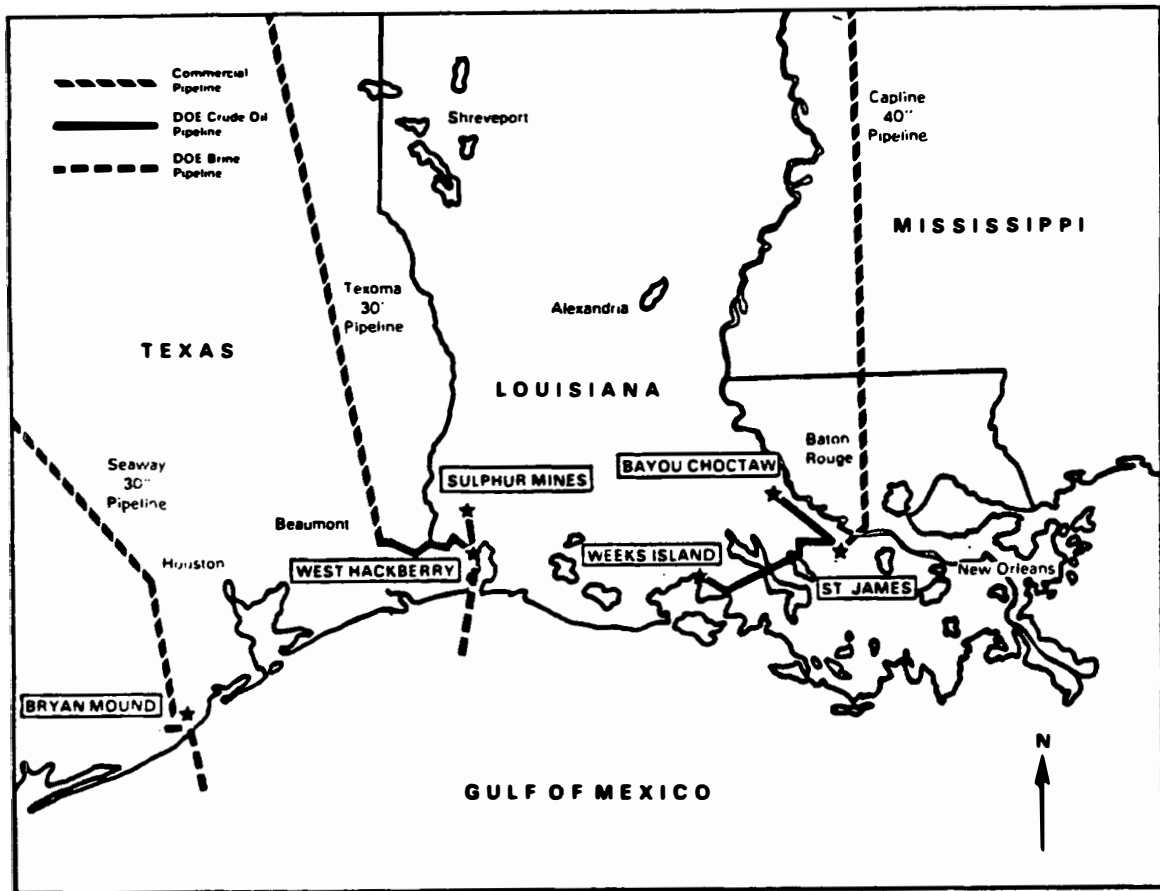 Commercial
Pipeline
DOE Crude Oil
Pipeline
DOE Brine
Pipeline
Shreveport
Capline
40"
Pipeline
MISSISSIPPI
Texoma
30"
Pipeline
Alexandria
TEXAS
LOUISIANA
Baton
Rouge
Seaway
30"
Pipeline
BAYOU CHOCTAW
SULPHUR MINES
Beaumont
Houston
WEEKS ISLAND
WEST HACKBERRY
New Orleans
ST JAMES
BRYAN MOUND
N
GULF OF MEXICO